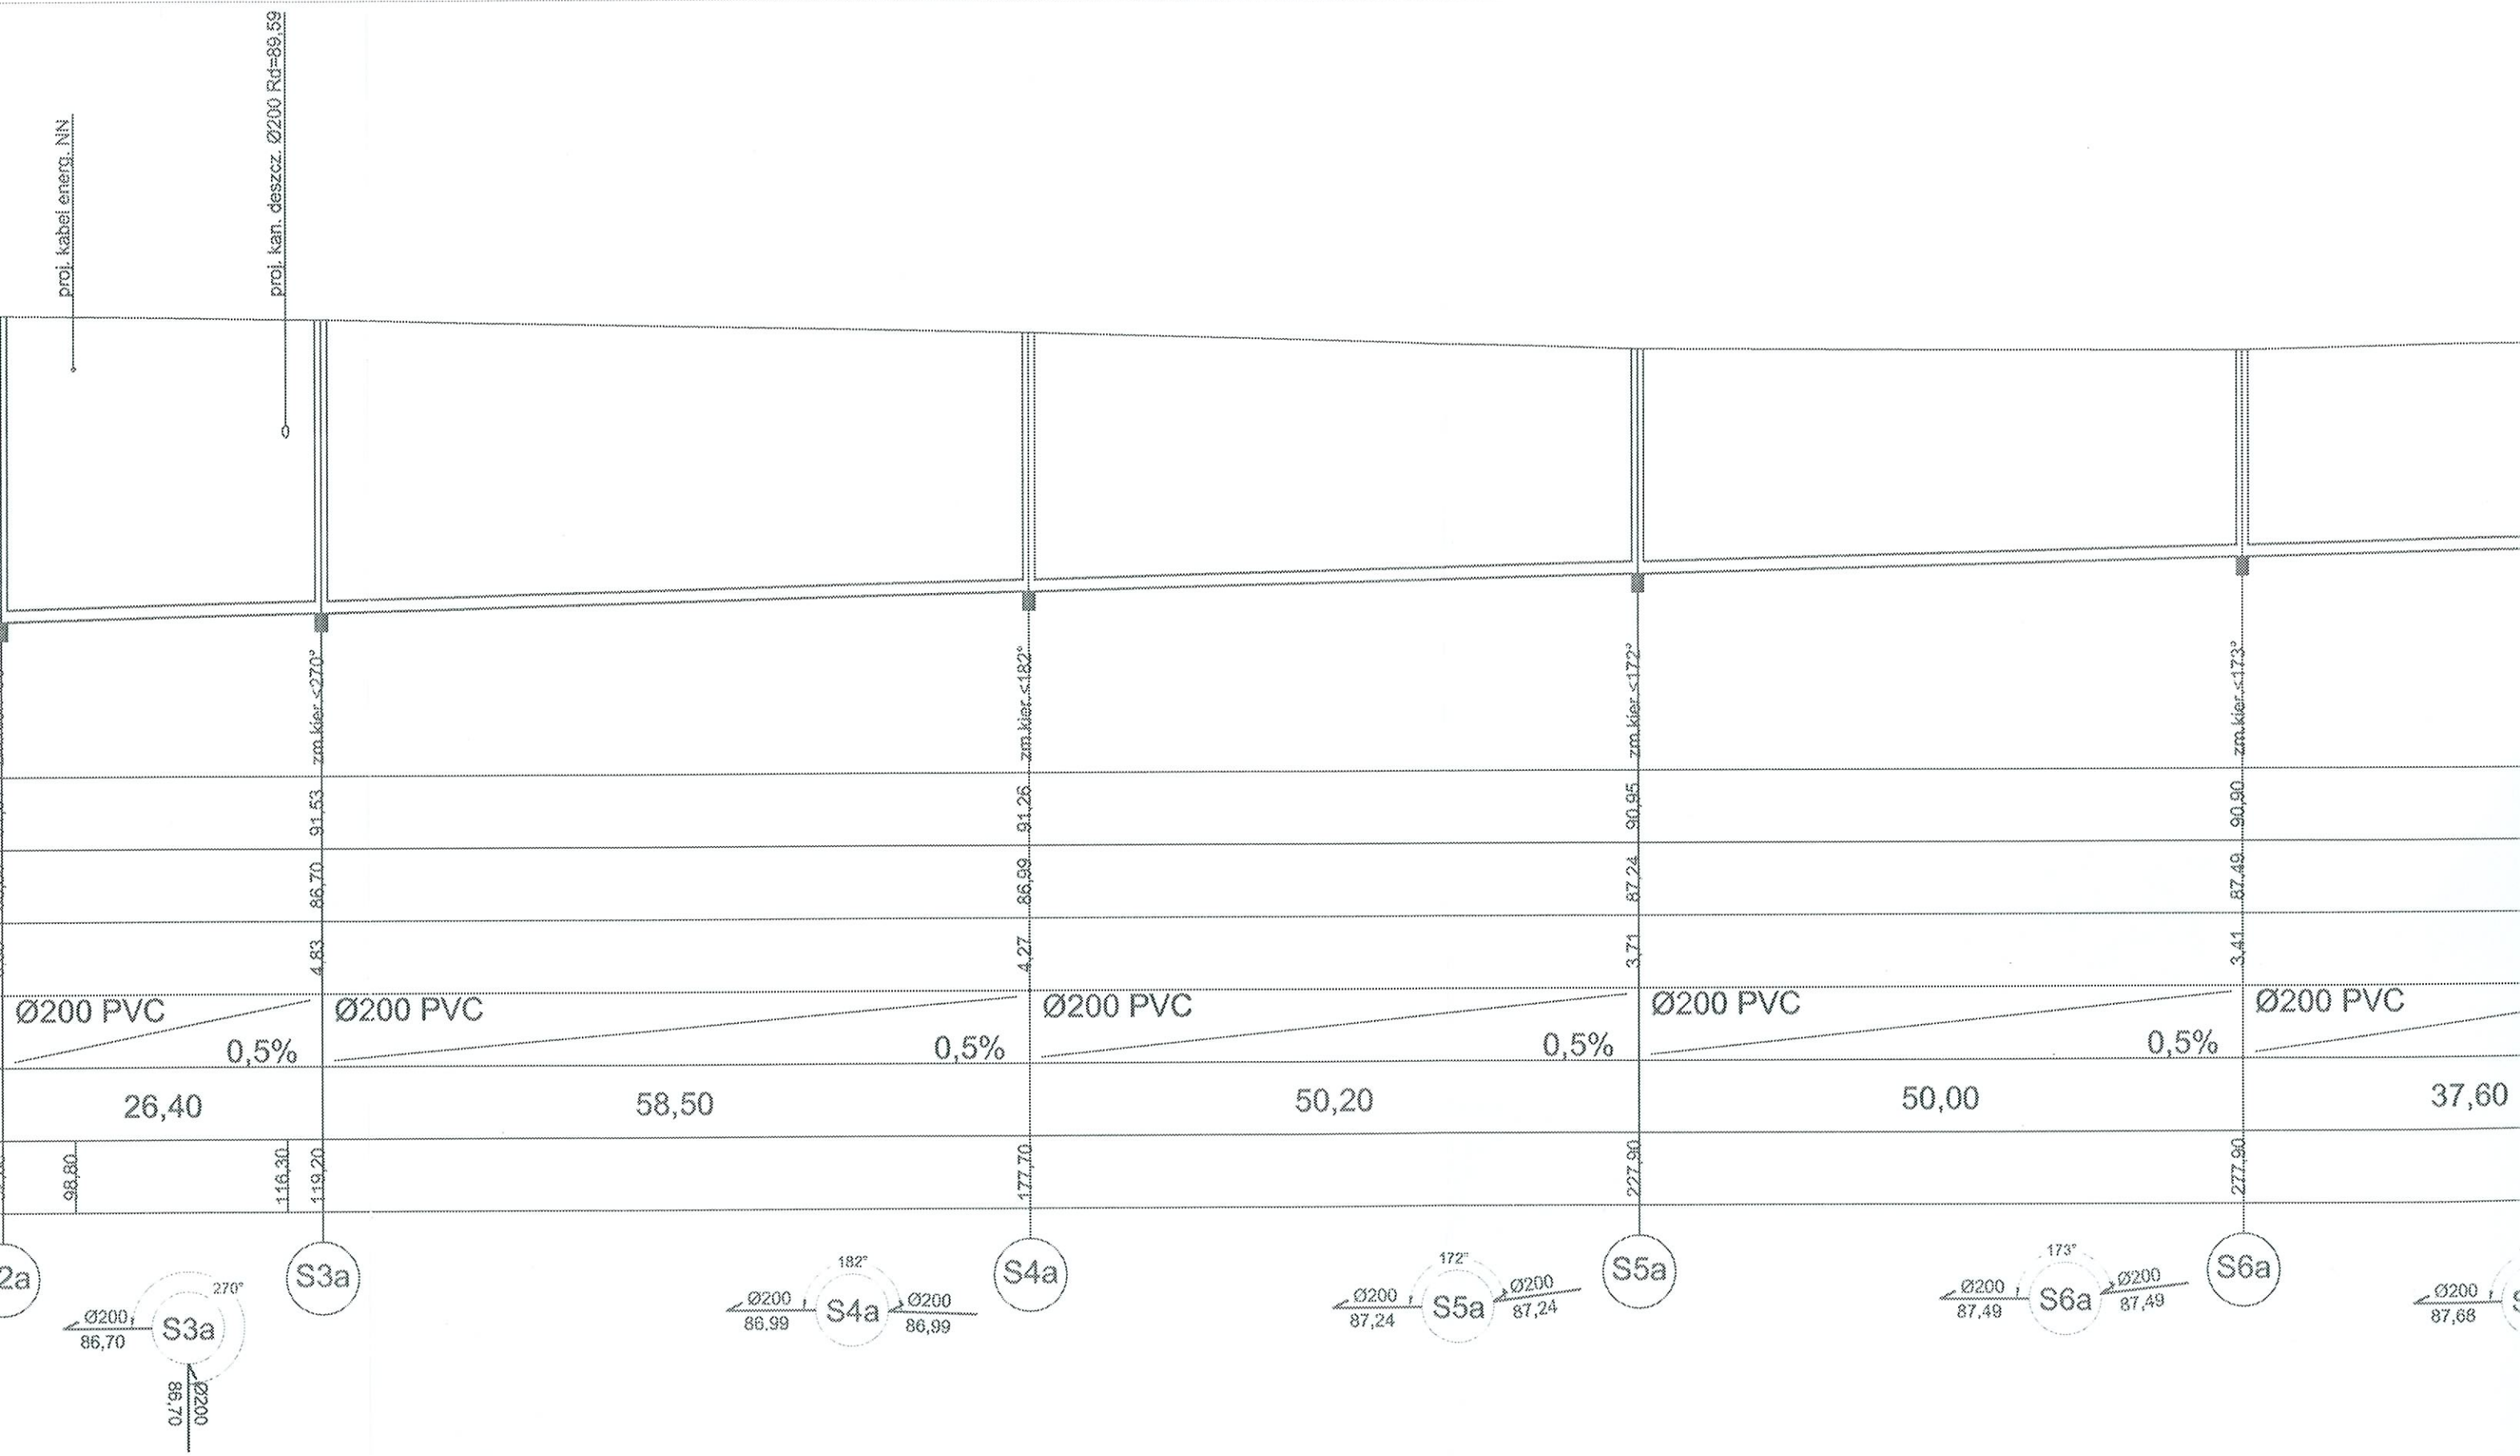 proj. kabel energ. NN
proj. kan. deszcz. Ø200 Rd=89,59
zm.kier.<270°
zm.kier.<182°
zm.kier.<172°
zm.kier.<173°
91,53
91,26
90,95
90,90
86,70
86,99
87,24
87,49
4,83
4,27
3,71
3,41
Ø200 PVC
Ø200 PVC
Ø200 PVC
Ø200 PVC
Ø200 PVC
0,5%
0,5%
0,5%
0,5%
26,40
58,50
50,20
50,00
37,60
98,80
116,30
119,20
177,70
227,90
277,90
2a
S3a
S4a
S5a
S6a
270°
Ø200
86,70
S3a
Ø200
86,70
182°
Ø200
86,99
S4a
Ø200
86,99
172°
Ø200
87,24
S5a
Ø200
87,24
173°
Ø200
87,49
S6a
Ø200
87,49
Ø200
87,68